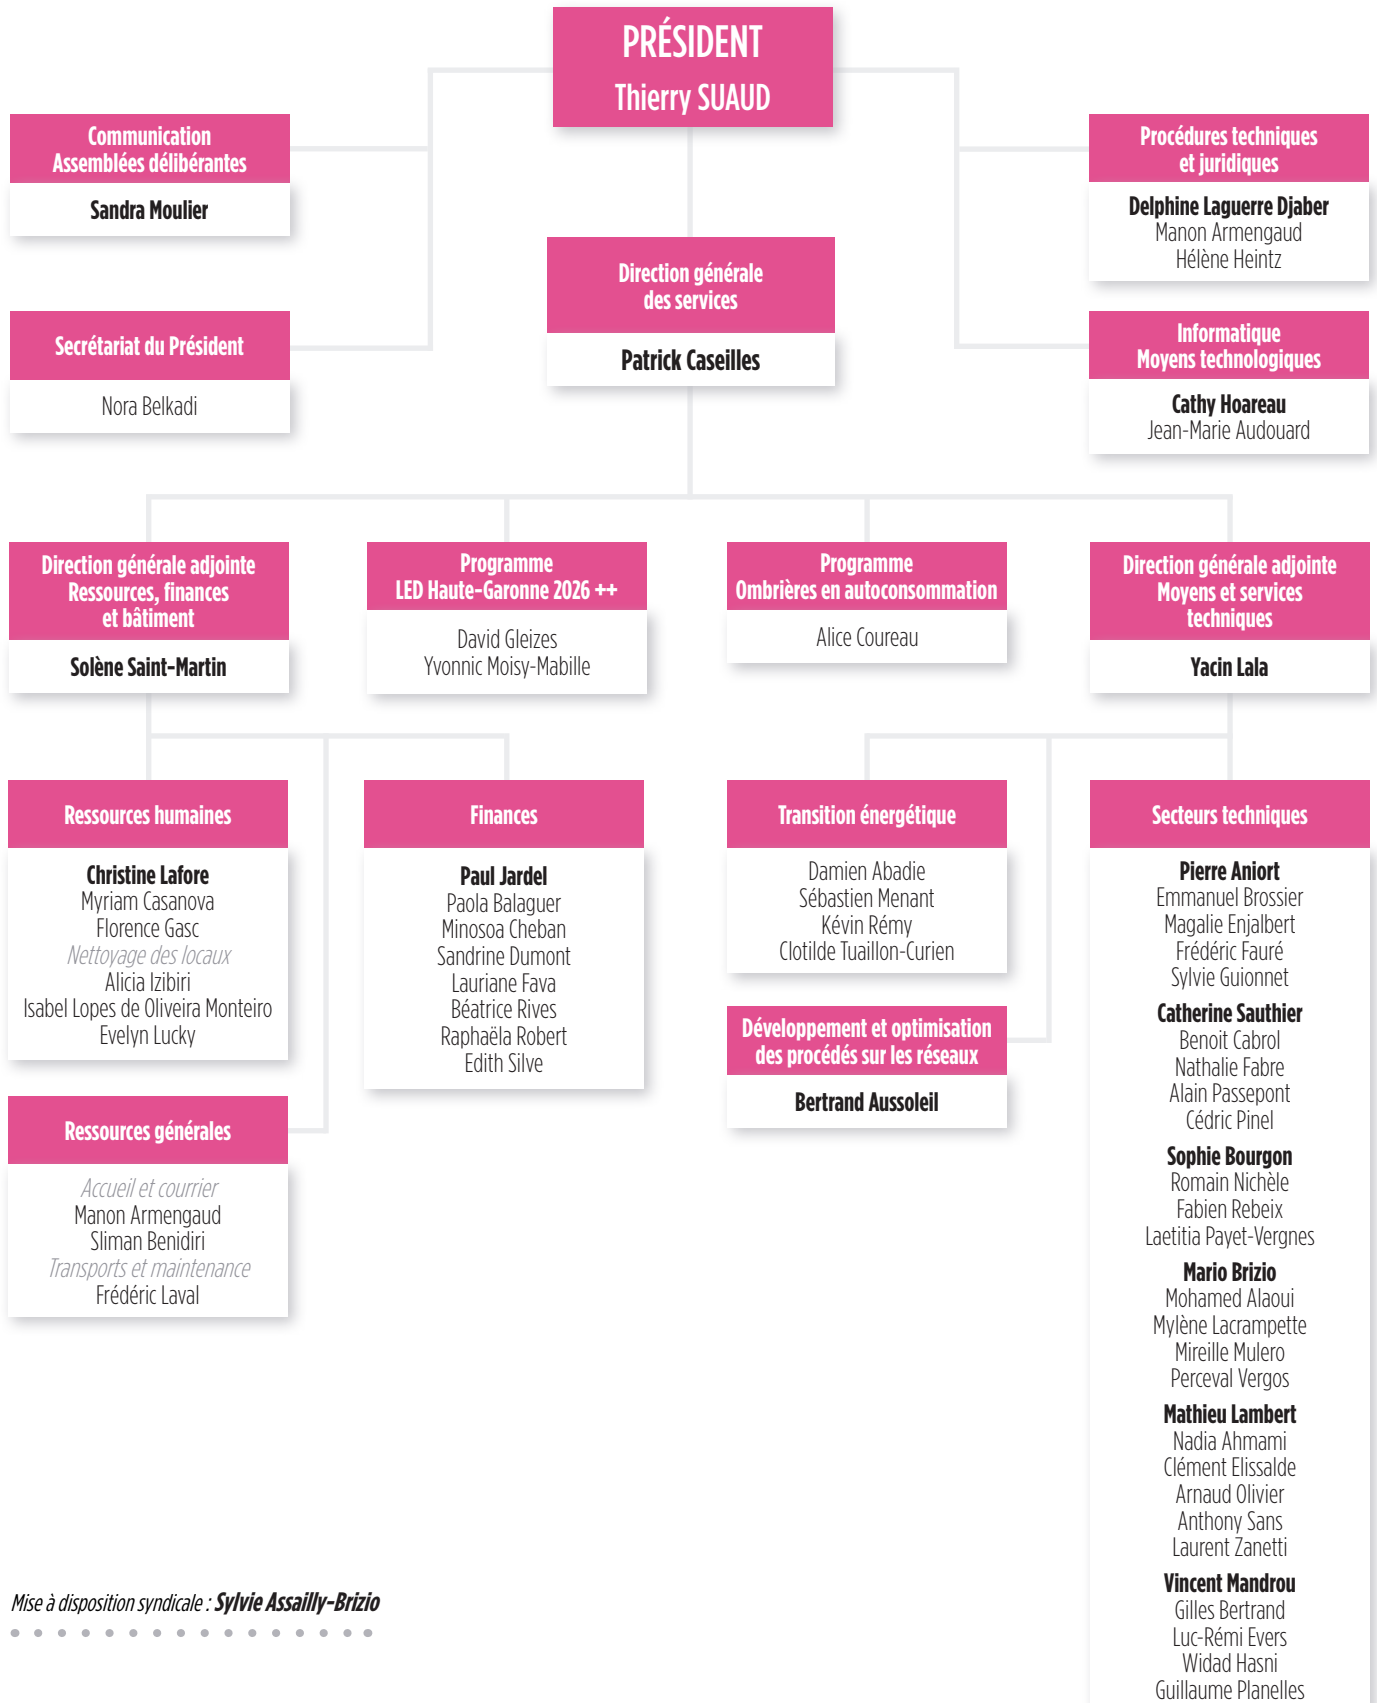 PRÉSIDENT
Thierry SUAUD
Communication
Assemblées délibérantes
Sandra Moulier
Procédures techniques
et juridiques
Delphine Laguerre Djaber
Manon Armengaud
Hélène Heintz
Direction générale
des services
Patrick Caseilles
Secrétariat du Président
Nora Belkadi
Informatique
Moyens technologiques
Cathy Hoareau
Jean-Marie Audouard
Direction générale adjointe
Ressources, finances
et bâtiment
Solène Saint-Martin
Programme
LED Haute-Garonne 2026 ++
David Gleizes
Yvonnic Moisy-Mabille
Programme
Ombrières en autoconsommation
Alice Coureau
Direction générale adjointe
Moyens et services
techniques
Yacin Lala
Ressources humaines
Christine Lafore
Myriam Casanova
Florence Gasc
Nettoyage des locaux
Alicia Izibiri
Isabel Lopes de Oliveira Monteiro
Evelyn Lucky
Ressources générales
Accueil et courrier
Manon Armengaud
Sliman Benidiri
Transports et maintenance
Frédéric Laval
Finances
Paul Jardel
Paola Balaguer
Minosoa Cheban
Sandrine Dumont
Lauriane Fava
Béatrice Rives
Raphaëla Robert
Edith Silve
Transition énergétique
Damien Abadie
Sébastien Menant
Kévin Rémy
Clotilde Tuaillon-Curien
Développement et optimisation
des procédés sur les réseaux
Bertrand Aussoleil
Secteurs techniques
Pierre Aniort
Emmanuel Brossier
Magalie Enjalbert
Frédéric Fauré
Sylvie Guionnet
Catherine Sauthier
Benoit Cabrol
Nathalie Fabre
Alain Passepont
Cédric Pinel
Sophie Bourgon
Romain Nichèle
Fabien Rebeix
Laetitia Payet-Vergnes
Mario Brizio
Mohamed Alaoui
Mylène Lacrampette
Mireille Mulero
Perceval Vergos
Mathieu Lambert
Nadia Ahmami
Clément Elissalde
Arnaud Olivier
Anthony Sans
Laurent Zanetti
Vincent Mandrou
Gilles Bertrand
Luc-Rémi Evers
Widad Hasni
Guillaume Planelles
Mise à disposition syndicale : Sylvie Assailly-Brizio